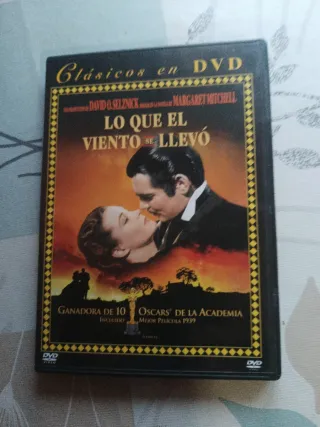 Clásicos en DVD
DAVID O. SELZNICK MARGARET MITCHELL
LO QUE EL
VIENTO SE LLEVÓ
GANADORA DE 10 OSCARS® DE LA ACADEMIA
INCLUIDO MEJOR PELÍCULA 1939
DVD DVD